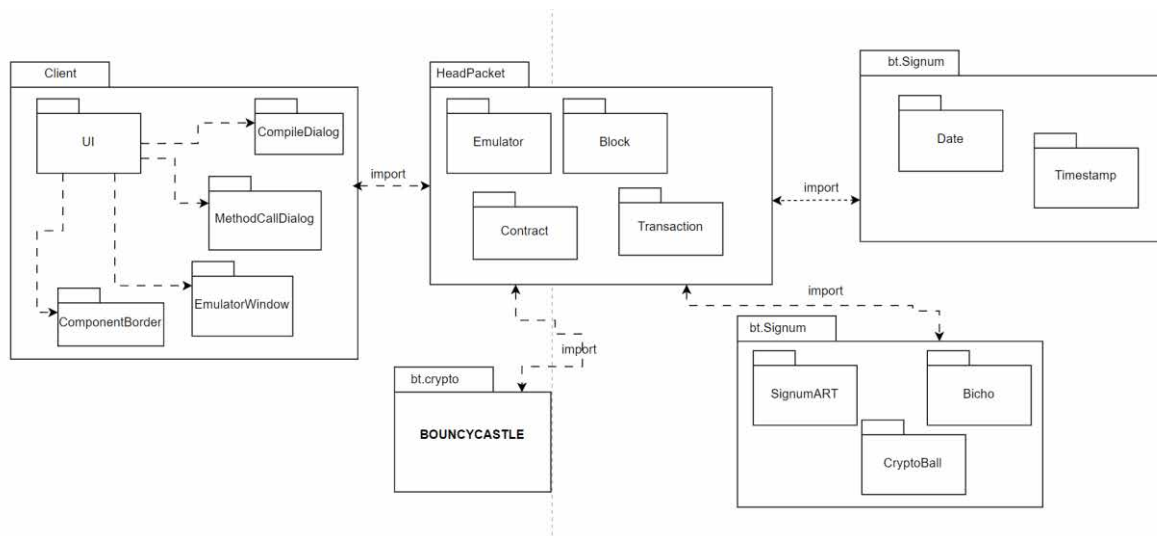 Client
UI
CompileDialog
MethodCallDialog
EmulatorWindow
ComponentBorder
import
HeadPacket
Emulator
Block
Contract
Transaction
import
bt.Signum
Date
Timestamp
import
bt.crypto
BOUNCYCASTLE
import
bt.Signum
SignumART
Bicho
CryptoBall